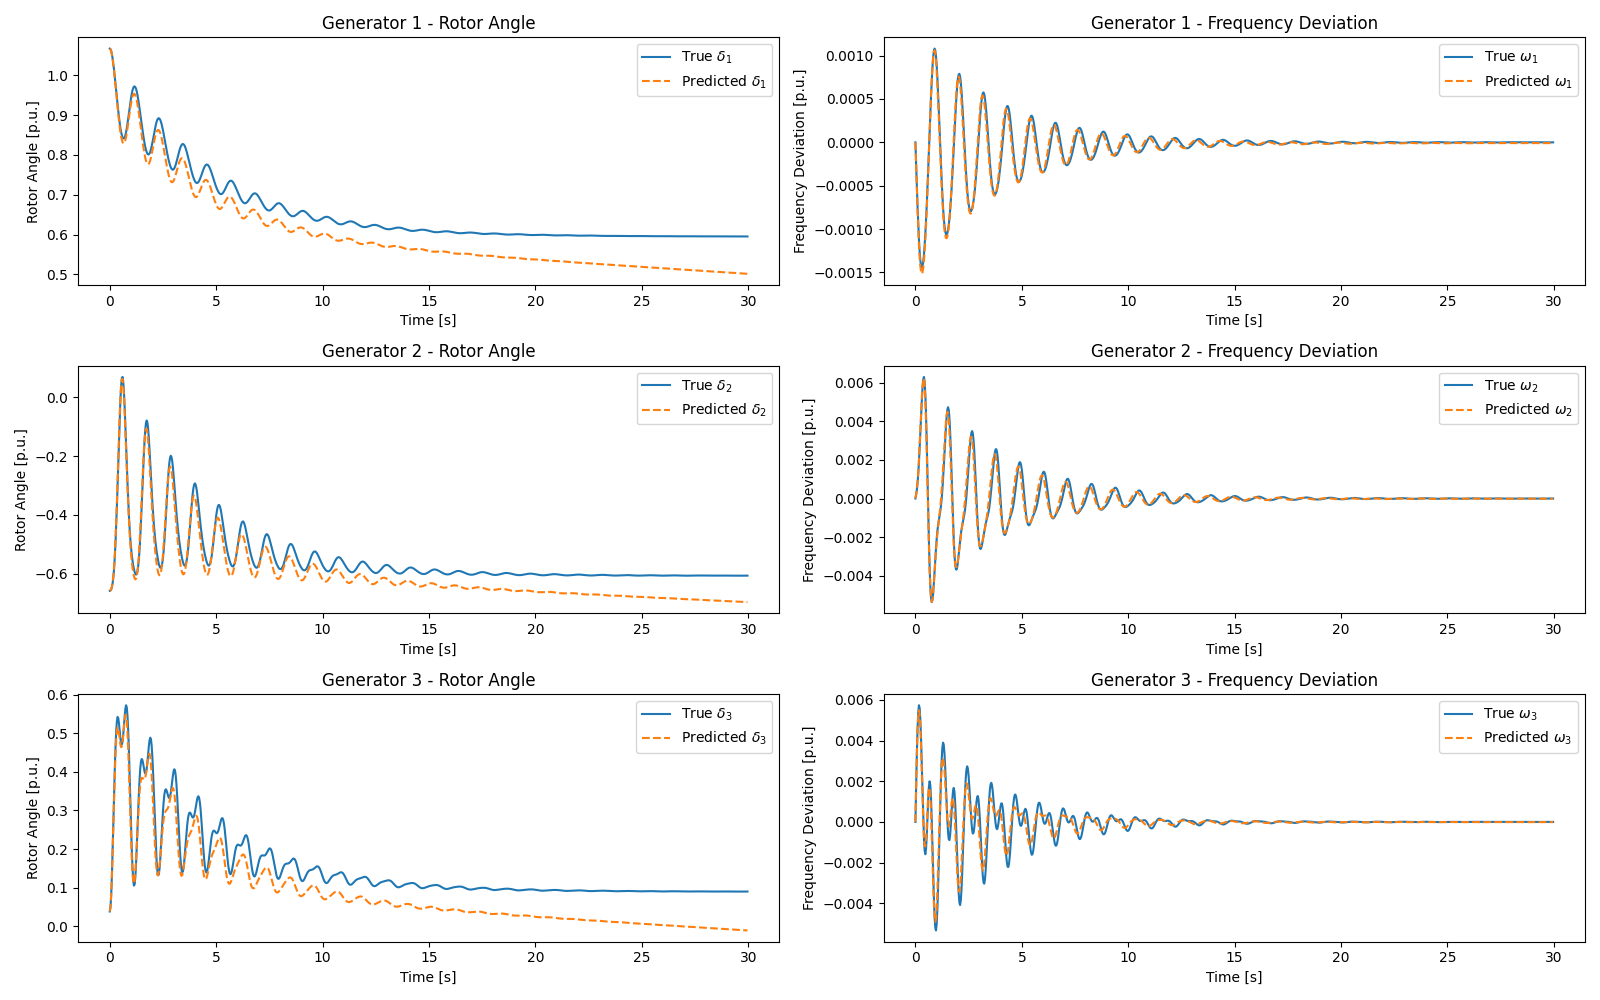 Generator 1 - Rotor Angle
Rotor Angle [p.u.]
1.0
0.9
0.8
0.7
0.6
0.5
True δ₁
Predicted δ₁
0 5 10 15 20 25 30
Time [s]
Generator 1 - Frequency Deviation
Frequency Deviation [p.u.]
0.0010
0.0005
0.0000
−0.0005
−0.0010
−0.0015
True ω₁
Predicted ω₁
0 5 10 15 20 25 30
Time [s]
Generator 2 - Rotor Angle
Rotor Angle [p.u.]
0.0
−0.2
−0.4
−0.6
True δ₂
Predicted δ₂
0 5 10 15 20 25 30
Time [s]
Generator 2 - Frequency Deviation
Frequency Deviation [p.u.]
0.006
0.004
0.002
0.000
−0.002
−0.004
True ω₂
Predicted ω₂
0 5 10 15 20 25 30
Time [s]
Generator 3 - Rotor Angle
Rotor Angle [p.u.]
0.6
0.5
0.4
0.3
0.2
0.1
0.0
True δ₃
Predicted δ₃
0 5 10 15 20 25 30
Time [s]
Generator 3 - Frequency Deviation
Frequency Deviation [p.u.]
0.006
0.004
0.002
0.000
−0.002
−0.004
True ω₃
Predicted ω₃
0 5 10 15 20 25 30
Time [s]